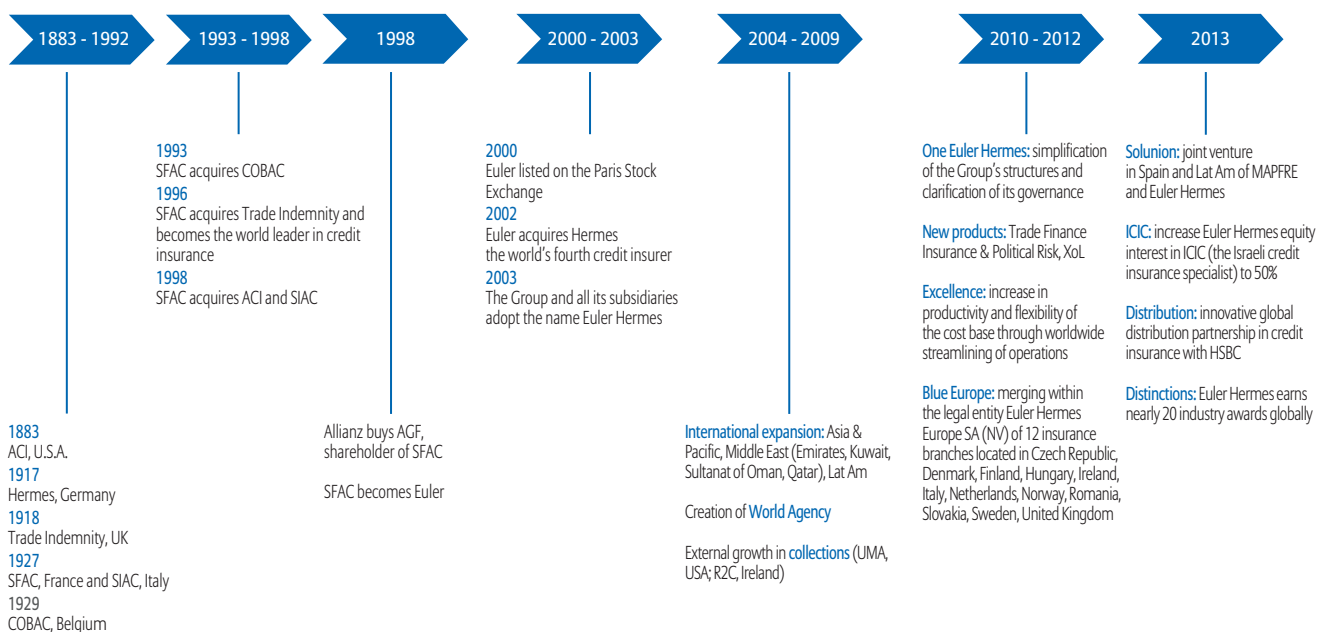 1883 - 1992
1993 - 1998
1998
2000 - 2003
2004 - 2009
2010 - 2012
2013
1883
ACI, U.S.A.
1917
Hermes, Germany
1918
Trade Indemnity, UK
1927
SFAC, France and SIAC, Italy
1929
COBAC, Belgium
1993
SFAC acquires COBAC
1996
SFAC acquires Trade Indemnity and
becomes the world leader in credit
insurance
1998
SFAC acquires ACI and SIAC
Allianz buys AGF,
shareholder of SFAC
SFAC becomes Euler
2000
Euler listed on the Paris Stock
Exchange
2002
Euler acquires Hermes
the world's fourth credit insurer
2003
The Group and all its subsidiaries
adopt the name Euler Hermes
International expansion: Asia &
Pacific, Middle East (Emirates, Kuwait,
Sultanat of Oman, Qatar), Lat Am
Creation of World Agency
External growth in collections (UMA,
USA; R2C, Ireland)
One Euler Hermes: simplification
of the Group's structures and
clarification of its governance
New products: Trade Finance
Insurance & Political Risk, XoL
Excellence: increase in
productivity and flexibility of
the cost base through worldwide
streamlining of operations
Blue Europe: merging within
the legal entity Euler Hermes
Europe SA (NV) of 12 insurance
branches located in Czech Republic,
Denmark, Finland, Hungary, Ireland,
Italy, Netherlands, Norway, Romania,
Slovakia, Sweden, United Kingdom
Solunion: joint venture
in Spain and Lat Am of MAPFRE
and Euler Hermes
ICIC: increase Euler Hermes equity
interest in ICIC (the Israeli credit
insurance specialist) to 50%
Distribution: innovative global
distribution partnership in credit
insurance with HSBC
Distinctions: Euler Hermes earns
nearly 20 industry awards globally